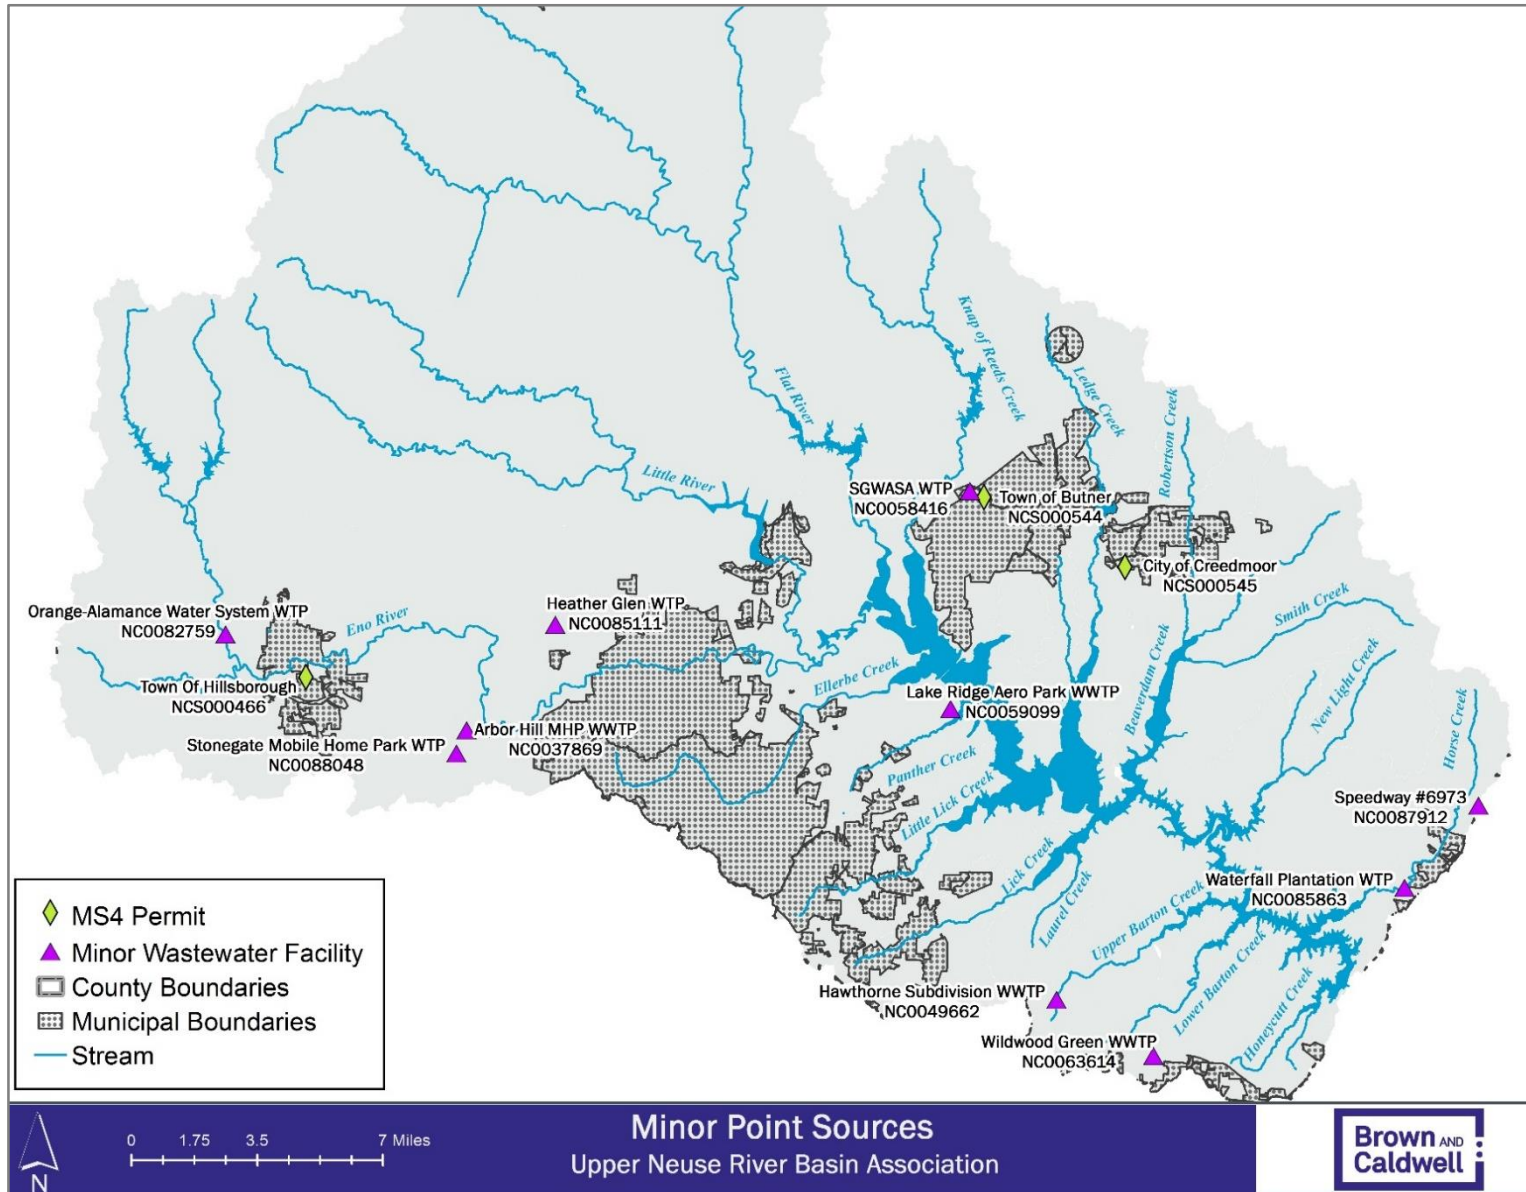 Knap of Reeds Creek
Flat River
Ledge Creek
Robertson Creek
Little River
SGWASA WTP
NC0058416
Town of Butner
NCS000544
City of Creedmoor
NCS000545
Smith Creek
Orange-Alamance Water System WTP
NC0082759
Eno River
Heather Glen WTP
NC0085111
Town Of Hillsborough
NCS000466
Ellerbe Creek
Beaverdam Creek
New Light Creek
Horse Creek
Lake Ridge Aero Park WWTP
NC0059099
Arbor Hill MHP WWTP
NC0037869
Stonegate Mobile Home Park WTP
NC0088048
Panther Creek
Little Lick Creek
Speedway #6973
NC0087912
Lick Creek
Laurel Creek
Waterfall Plantation WTP
NC0085863
Upper Barton Creek
Lower Barton Creek
Honeycutt Creek
Hawthorne Subdivision WWTP
NC0049662
Wildwood Green WWTP
NC0063614
MS4 Permit
Minor Wastewater Facility
County Boundaries
Municipal Boundaries
Stream
N
0 1.75 3.5 7 Miles
Minor Point Sources
Upper Neuse River Basin Association
Brown AND
Caldwell